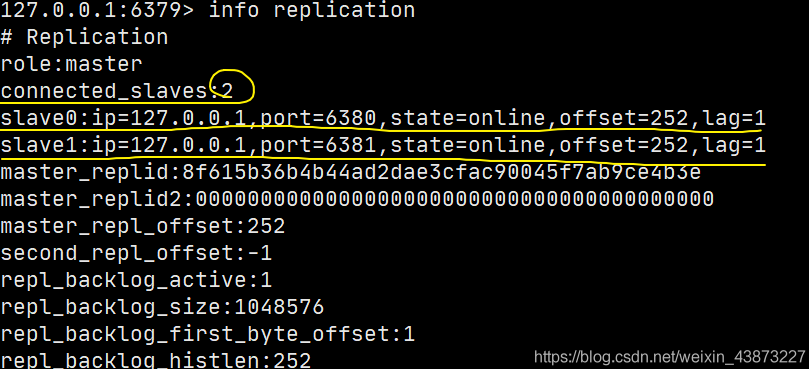 127.0.0.1:6379> info replication
# Replication
role:master
connected_slaves:2
slave0:ip=127.0.0.1,port=6380,state=online,offset=252,lag=1
slave1:ip=127.0.0.1,port=6381,state=online,offset=252,lag=1
master_replid:8f615b36b4b44ad2dae3cfac90045f7ab9ce4b3e
master_replid2:0000000000000000000000000000000000000000
master_repl_offset:252
second_repl_offset:-1
repl_backlog_active:1
repl_backlog_size:1048576
repl_backlog_first_byte_offset:1
repl_backlog_histlen:252
https://blog.csdn.net/weixin_43873227